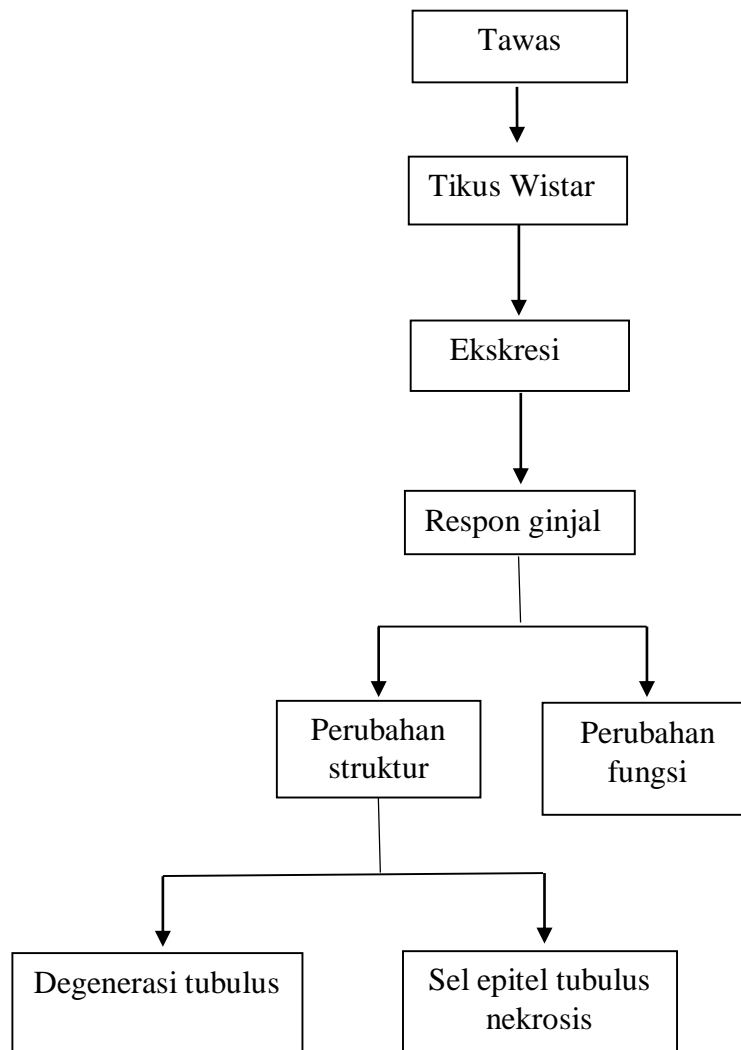 Tawas
Tikus Wistar
Ekskresi
Respon ginjal
Perubahan
struktur
Perubahan
fungsi
Degenerasi tubulus
Sel epitel tubulus
nekrosis